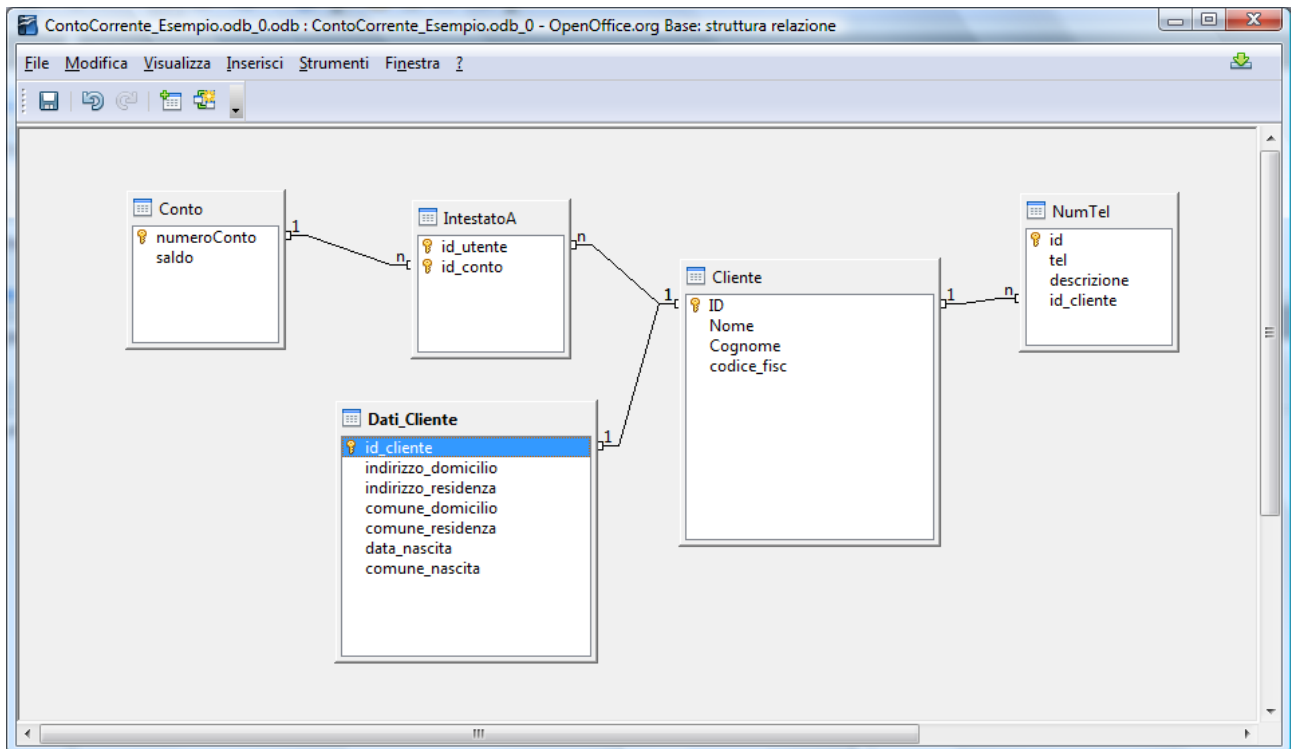 ContoCorrente_Esempio.odb_0.odb : ContoCorrente_Esempio.odb_0 - OpenOffice.org Base: struttura relazione
File Modifica Visualizza Inserisci Strumenti Finestra ?
Conto
numeroConto
saldo
1
n
IntestatoA
id_utente
id_conto
n
1
Cliente
ID
Nome
Cognome
codice_fisc
1
n
NumTel
id
tel
descrizione
id_cliente
Dati_Cliente
id_cliente
indirizzo_domicilio
indirizzo_residenza
comune_domicilio
comune_residenza
data_nascita
comune_nascita
1